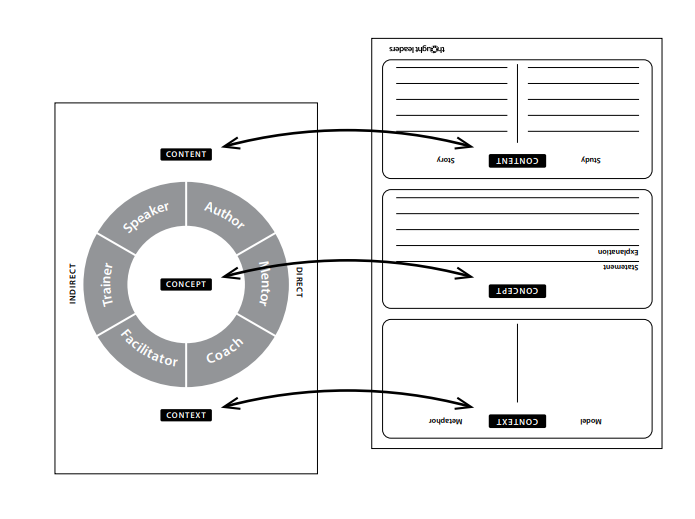 CONTENT
Speaker
Author
Trainer
Mentor
Facilitator
Coach
INDIRECT
DIRECT
CONCEPT
CONTEXT
Model
CONTEXT
Metaphor
CONCEPT
Statement
Explanation
Study
CONTENT
Story
thought leaders